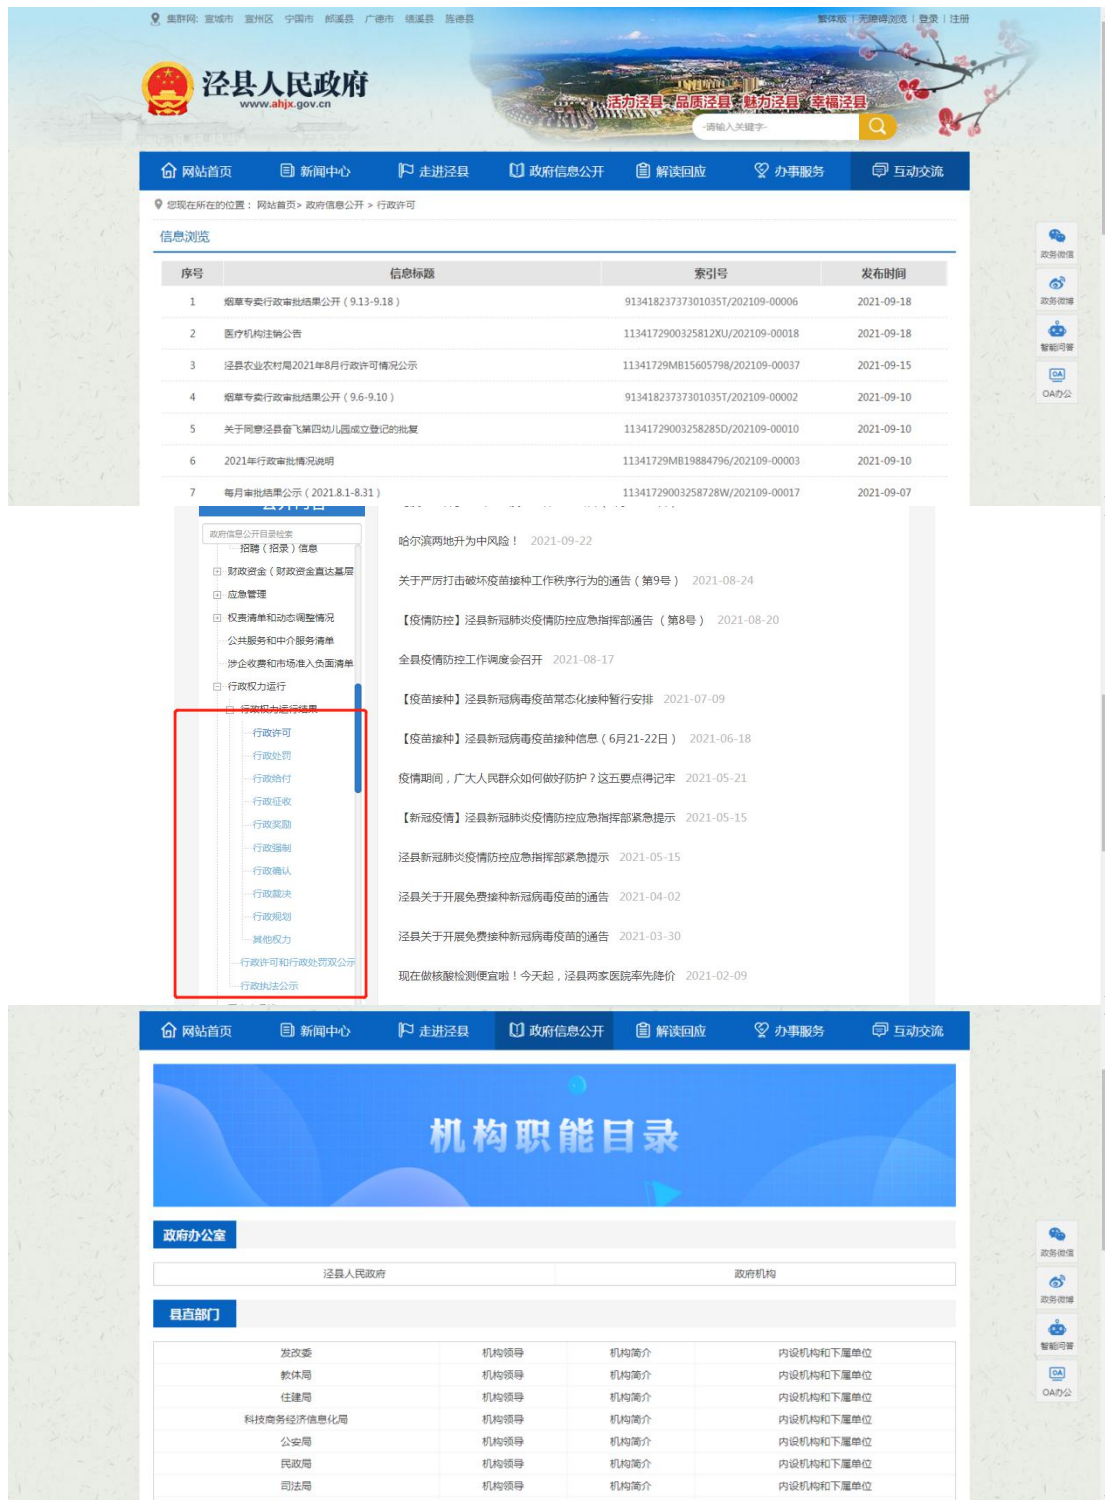 集群网: 宣城市 宣州区 宁国市 郎溪县 广德市 绩溪县 旌德县
繁体版 | 无障碍浏览 | 登录 | 注册
泾县人民政府
www.ahjx.gov.cn
活力泾县 品质泾县 魅力泾县 幸福泾县
-请输入关键字-
网站首页 新闻中心 走进泾县 政府信息公开 解读回应 办事服务 互动交流
您现在所在的位置： 网站首页> 政府信息公开 > 行政许可
信息浏览
序号 信息标题 索引号 发布时间
1 烟草专卖行政审批结果公开（9.13-9.18） 91341823737301035T/202109-00006 2021-09-18
2 医疗机构注销公告 1134172900325812XU/202109-00018 2021-09-18
3 泾县农业农村局2021年8月行政许可情况公示 11341729MB15605798/202109-00037 2021-09-15
4 烟草专卖行政审批结果公开（9.6-9.10） 91341823737301035T/202109-00002 2021-09-10
5 关于同意泾县奋飞第四幼儿园成立登记的批复 11341729003258285D/202109-00010 2021-09-10
6 2021年行政审批情况说明 11341729MB19884796/202109-00003 2021-09-10
7 每月审批结果公示（2021.8.1-8.31） 11341729003258728W/202109-00017 2021-09-07
政务微信
政务微博
智能问答
OA
OA办公
政府信息公开目录检索
招聘（招录）信息
财政资金（财政资金直达基层
应急管理
权责清单和动态调整情况
公共服务和中介服务清单
涉企收费和市场准入负面清单
行政权力运行
行政权力运行结果
行政许可
行政处罚
行政给付
行政征收
行政奖励
行政强制
行政确认
行政裁决
行政规划
其他权力
行政许可和行政处罚双公示
行政执法公示
哈尔滨两地升为中风险！ 2021-09-22
关于严厉打击破坏疫苗接种工作秩序行为的通告（第9号） 2021-08-24
【疫情防控】泾县新冠肺炎疫情防控应急指挥部通告 （第8号） 2021-08-20
全县疫情防控工作调度会召开 2021-08-17
【疫苗接种】泾县新冠病毒疫苗常态化接种暂行安排 2021-07-09
【疫苗接种】泾县新冠病毒疫苗接种信息（6月21-22日） 2021-06-18
疫情期间，广大人民群众如何做好防护？这五要点得记牢 2021-05-21
【新冠疫情】泾县新冠肺炎疫情防控应急指挥部紧急提示 2021-05-15
泾县新冠肺炎疫情防控应急指挥部紧急提示 2021-05-15
泾县关于开展免费接种新冠病毒疫苗的通告 2021-04-02
泾县关于开展免费接种新冠病毒疫苗的通告 2021-03-30
现在做核酸检测便宜啦！今天起，泾县两家医院率先降价 2021-02-09
网站首页 新闻中心 走进泾县 政府信息公开 解读回应 办事服务 互动交流
机构职能目录
政府办公室
泾县人民政府 政府机构
县直部门
发改委 机构领导 机构简介 内设机构和下属单位
教体局 机构领导 机构简介 内设机构和下属单位
住建局 机构领导 机构简介 内设机构和下属单位
科技商务经济信息化局 机构领导 机构简介 内设机构和下属单位
公安局 机构领导 机构简介 内设机构和下属单位
民政局 机构领导 机构简介 内设机构和下属单位
司法局 机构领导 机构简介 内设机构和下属单位
政务微信
政务微博
智能问答
OA
OA办公